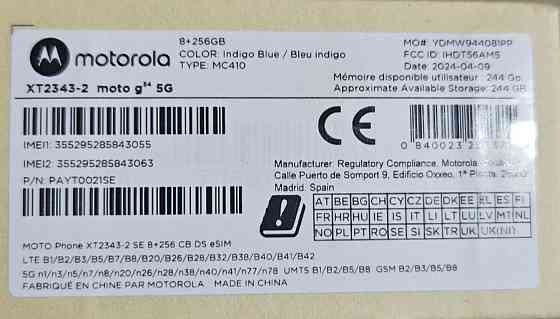 motorola
8+256GB
COLOR: Indigo Blue / Bleu indigo
TYPE: MC410
MO#: YDMW944081PP
FCC ID: IHDT56AM5
Date: 2024-04-09
Mémoire disponible utilisateur : 244 Go
Approximate Available Storage: 244 GB
XT2343-2 moto g⁵⁴ 5G
IMEI1: 355295285843055
IMEI2: 355295285843063
P/N: PAYT0021SE
CE
0 840023
Manufacturer: Regulatory Compliance, Motorola
Calle Puerto de Somport 9, Edificio Oxxeo, 1ª Planta,
Madrid. Spain
AT BE BG CH CY CZ DE DK EE EL ES FI
FR HR HU IE IS IT LI LT LU LV MT NL
NO PL PT RO SE SI SK TR UK UK(NI)
MOTO Phone XT2343-2 SE 8+256 CB DS eSIM
LTE B1/B2/B3/B5/B7/B8/B20/B26/B28/B32/B38/B40/B41/B42
5G n1/n3/n5/n7/n8/n20/n26/n28/n38/n40/n41/n77/n78 UMTS B1/B2/B5/B8 GSM B2/B3/B5/B8
FABRIQUÉ EN CHINE PAR MOTOROLA / MADE IN CHINA